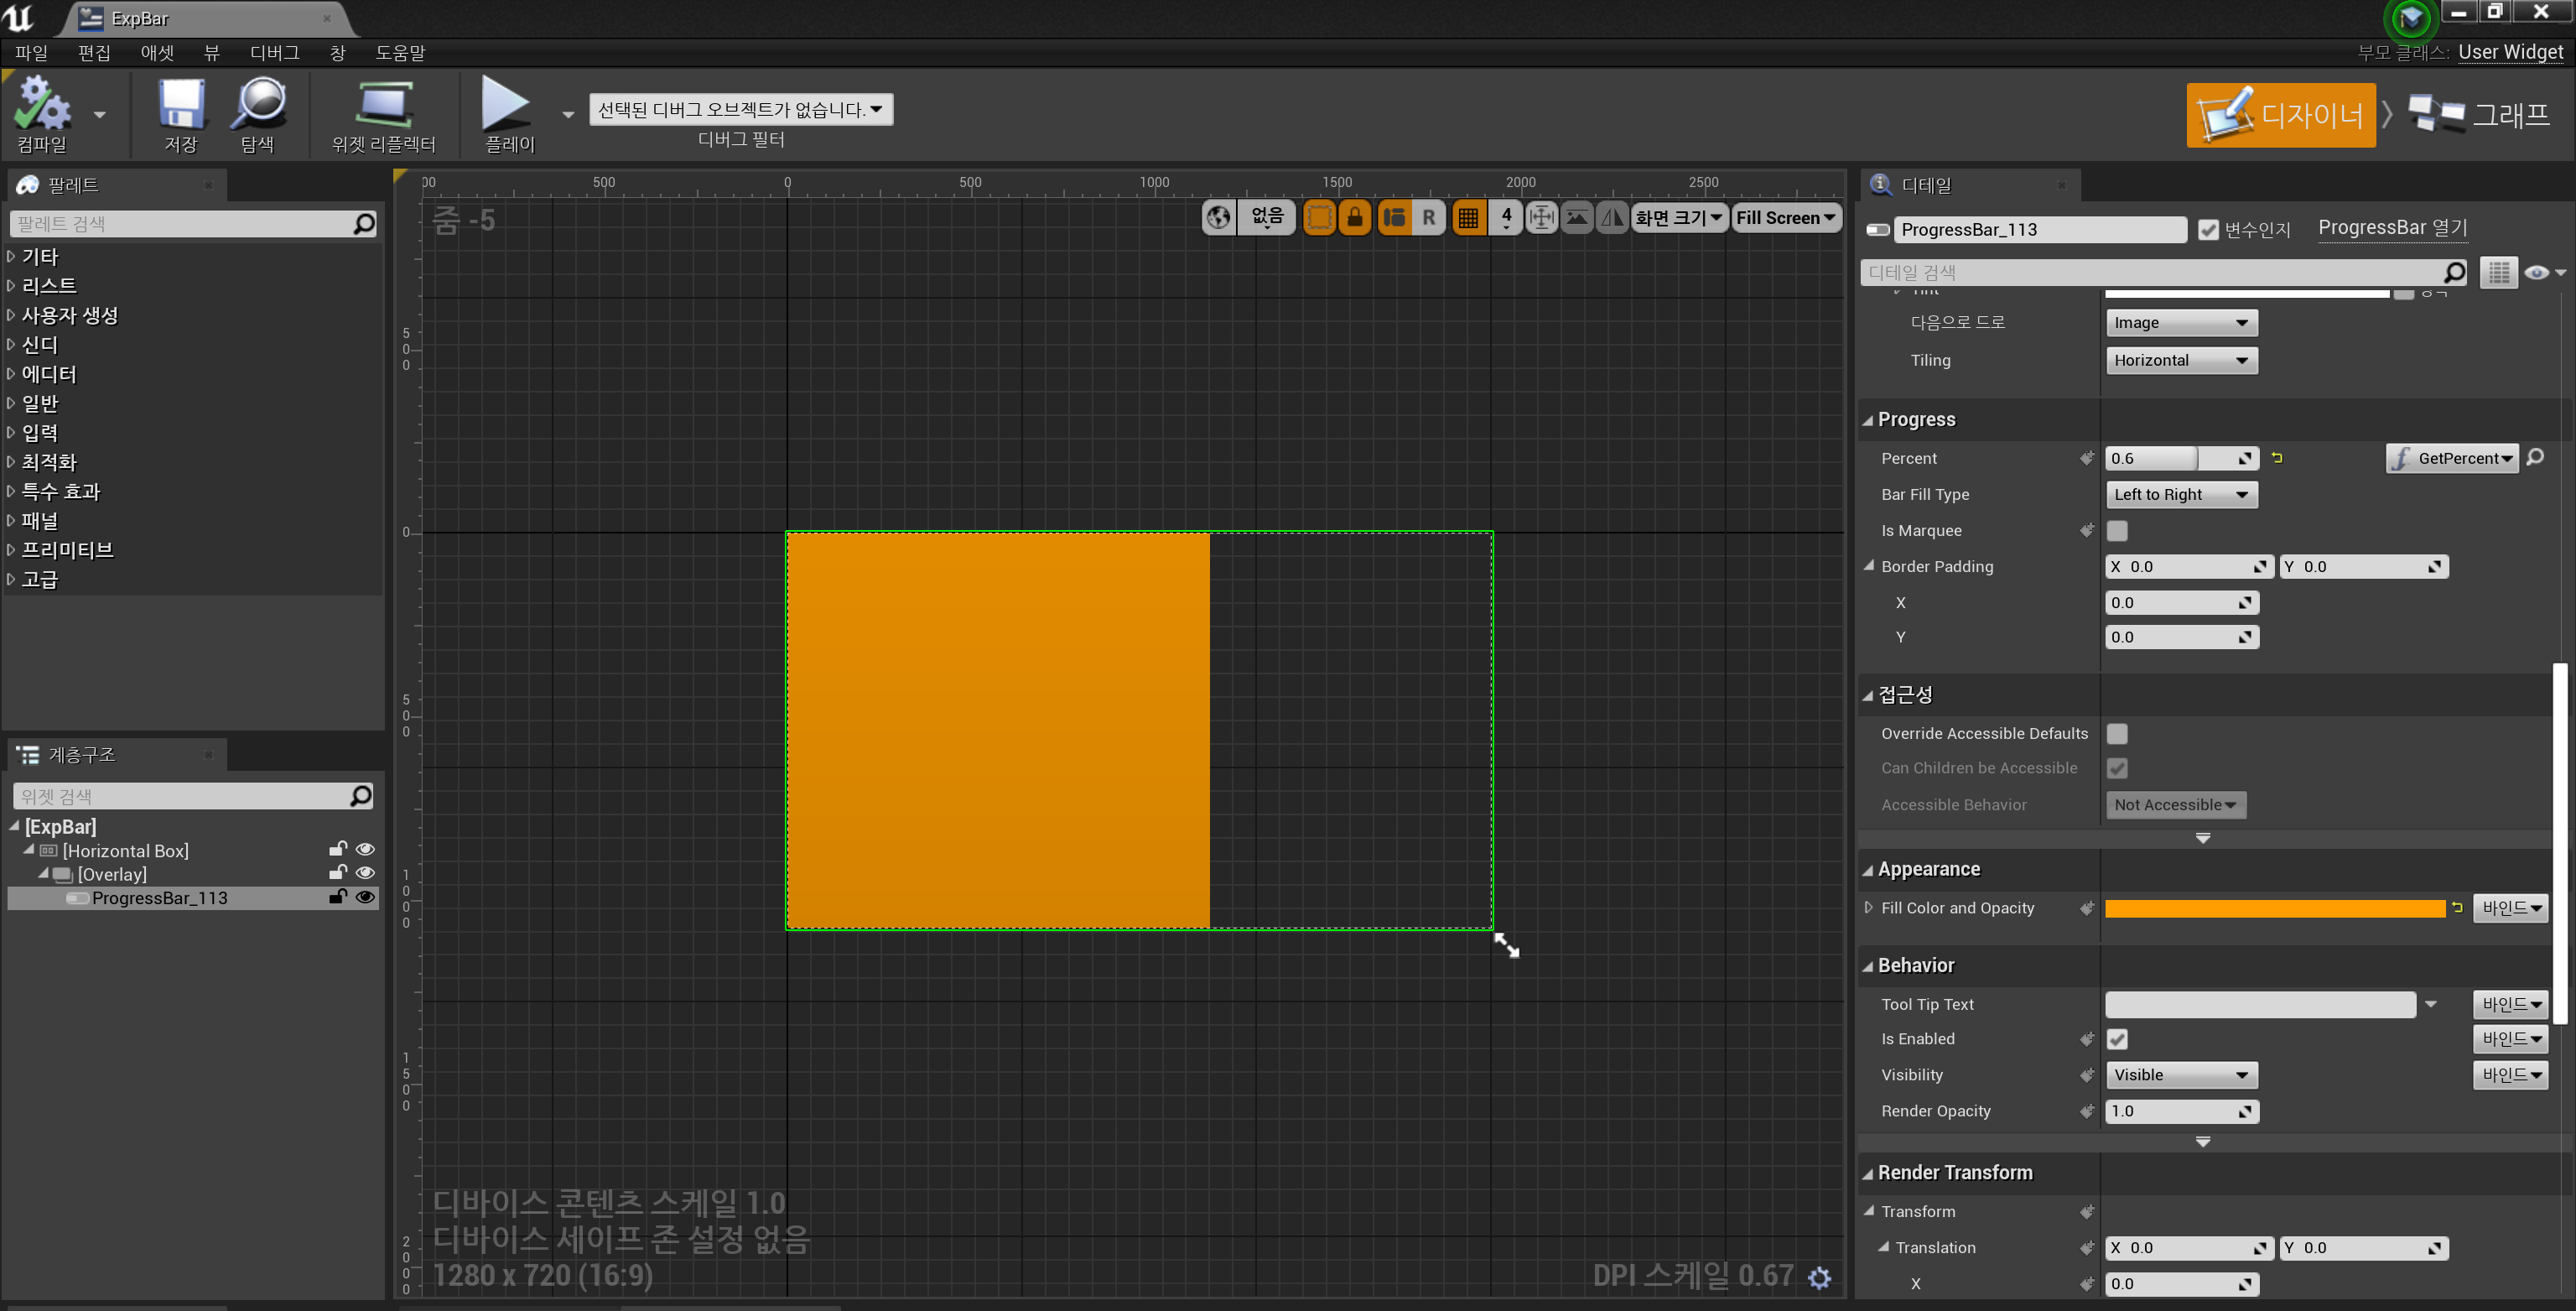 ExpBar
파일 편집 애셋 뷰 디버그 창 도움말
부모 클래스: User Widget
컴파일
저장
탐색
위젯 리플렉터
플레이
선택된 디버그 오브젝트가 없습니다.
디버그 필터
디자이너
그래프
팔레트
팔레트 검색
기타
리스트
사용자 생성
신디
에디터
일반
입력
최적화
특수 효과
패널
프리미티브
고급
계층구조
위젯 검색
[ExpBar]
[Horizontal Box]
[Overlay]
ProgressBar_113
00 500 0 500 1000 1500 2000 2500
줌 -5
없음
R
4
화면 크기
Fill Screen
500
0
500
1000
1500
2000
디바이스 콘텐츠 스케일 1.0
디바이스 세이프 존 설정 없음
1280 x 720 (16:9)
DPI 스케일 0.67
디테일
ProgressBar_113
변수인지
ProgressBar 열기
디테일 검색
다음으로 드로 Image
Tiling Horizontal
Progress
Percent 0.6 GetPercent
Bar Fill Type Left to Right
Is Marquee
Border Padding X 0.0 Y 0.0
X 0.0
Y 0.0
접근성
Override Accessible Defaults
Can Children be Accessible
Accessible Behavior Not Accessible
Appearance
Fill Color and Opacity 바인드
Behavior
Tool Tip Text 바인드
Is Enabled 바인드
Visibility Visible 바인드
Render Opacity 1.0
Render Transform
Transform
Translation X 0.0 Y 0.0
X 0.0